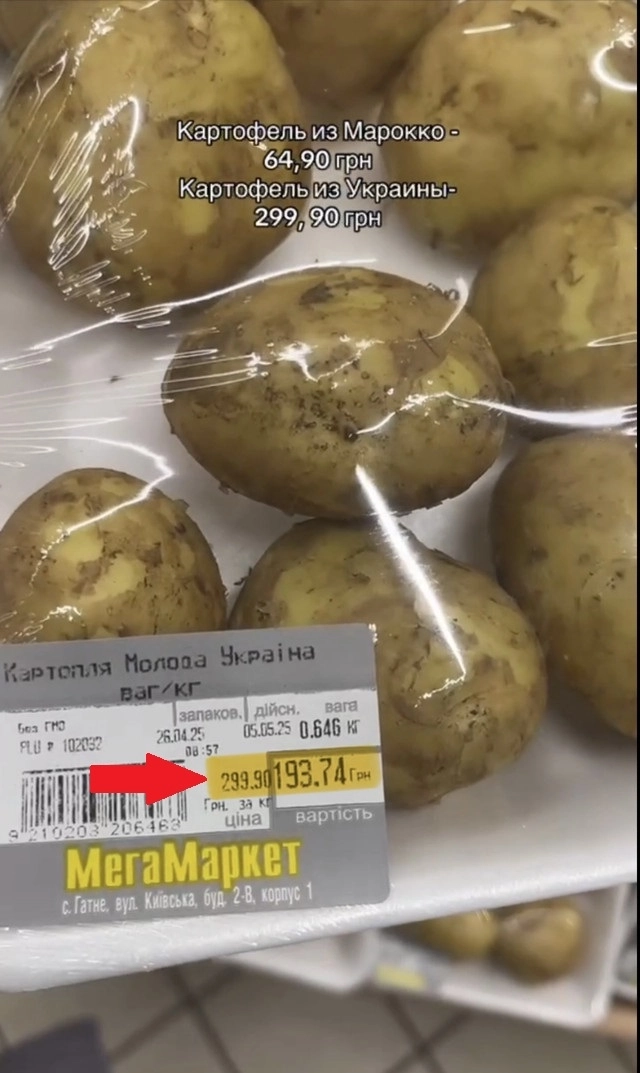 Картофель из Марокко -
64,90 грн
Картофель из Украины-
299, 90 грн
Картопля Молода Україна
ваг/кг
запаков. дійсн. вага
Без ГМО 26.04.25 05.05.25 0.646 кг
PLU # 102032 08:57
299.90 193.74 Грн
Грн. за кг
ціна вартість
9 210203 206463
МегаМаркет
с. Гатне, вул. Київська, буд. 2-В, корпус 1